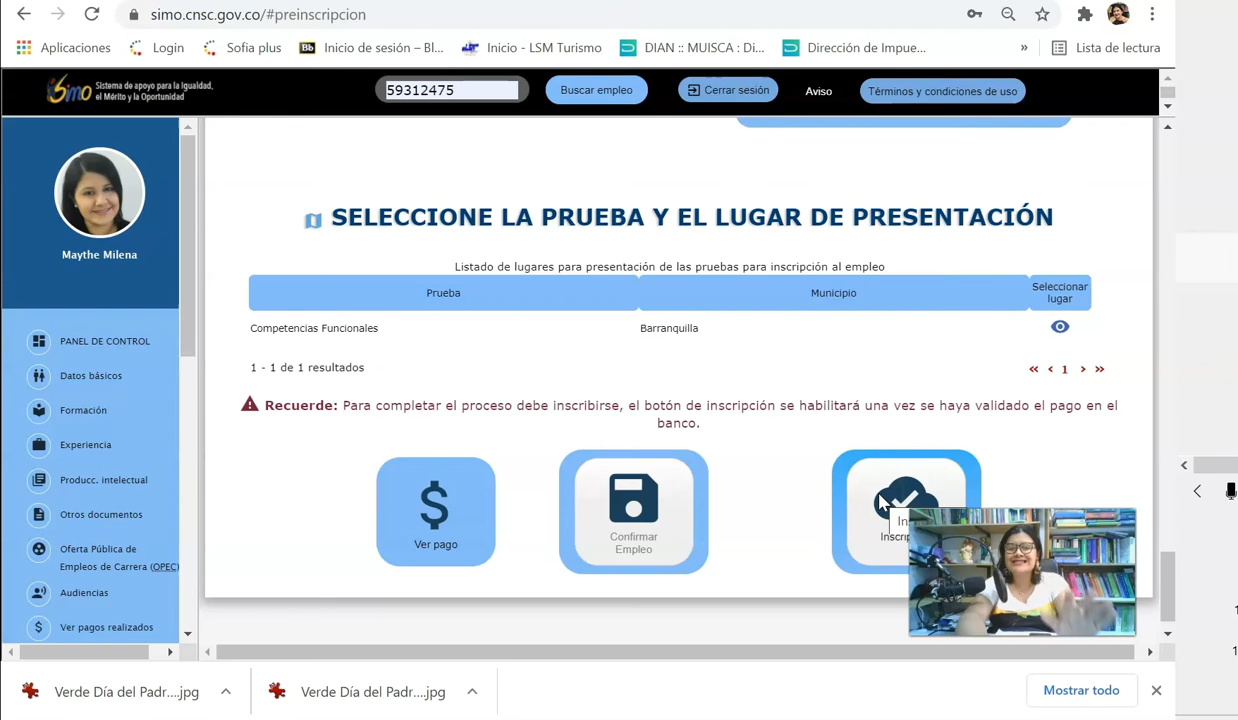 simo.cnsc.gov.co/#preinscripcion
Aplicaciones
Login
Sofia plus
Bb
Inicio de sesión – Bl...
Inicio - LSM Turismo
DIAN :: MUISCA : Di...
Dirección de Impue...
»
Lista de lectura
simo
Sistema de apoyo para la Igualdad,
el Mérito y la Oportunidad
59312475
Buscar empleo
Cerrar sesión
Aviso
Términos y condiciones de uso
Maythe Milena
PANEL DE CONTROL
Datos básicos
Formación
Experiencia
Producc. intelectual
Otros documentos
Oferta Pública de
Empleos de Carrera (OPEC)
Audiencias
$ Ver pagos realizados
SELECCIONE LA PRUEBA Y EL LUGAR DE PRESENTACIÓN
Listado de lugares para presentación de las pruebas para inscripción al empleo
Prueba
Municipio
Seleccionar
lugar
Competencias Funcionales
Barranquilla
1 - 1 de 1 resultados
« ‹ 1 › »
Recuerde: Para completar el proceso debe inscribirse, el botón de inscripción se habilitará una vez se haya validado el pago en el
banco.
$
Ver pago
Confirmar
Empleo
Verde Día del Padr....jpg
Verde Día del Padr....jpg
Mostrar todo